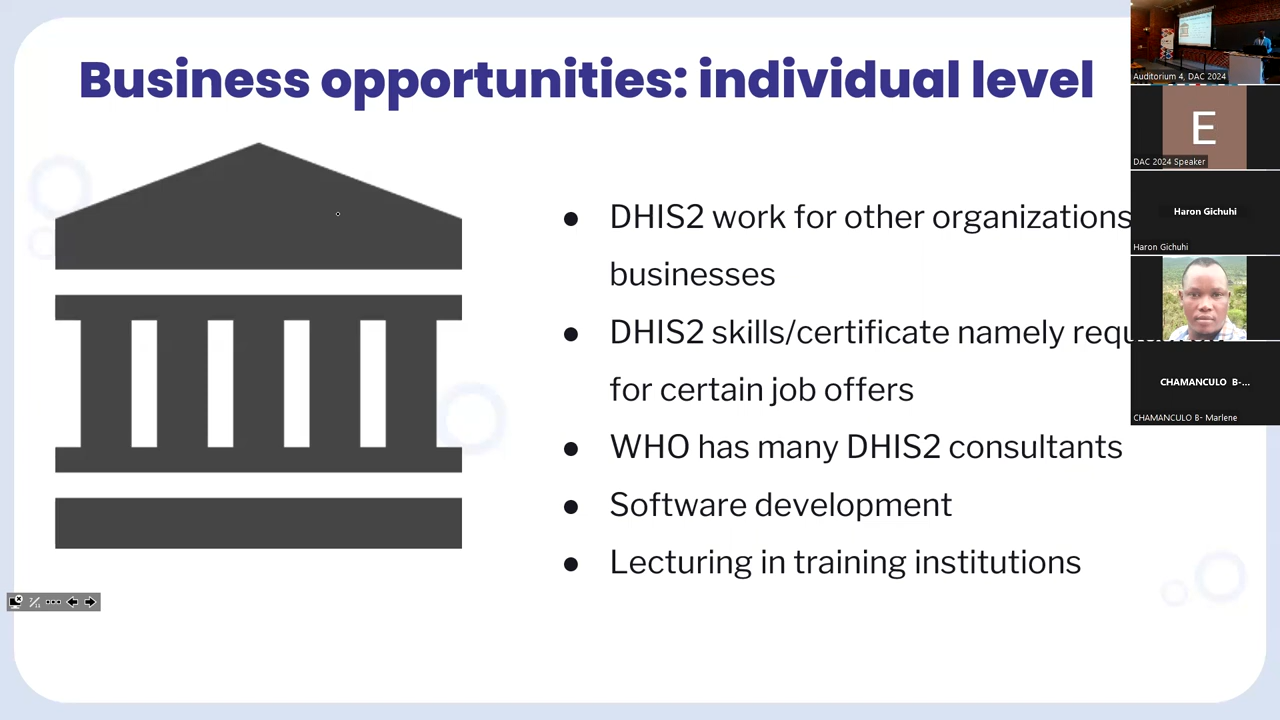 Business opportunities: individual level
DHIS2 work for other organizations
businesses
DHIS2 skills/certificate namely
for certain job offers
WHO has many DHIS2 consultants
Software development
Lecturing in training institutions
Auditorium 4, DAC 2024
E
DAC 2024 Speaker
Haron Gichuhi
Haron Gichuhi
CHAMANCULO B-...
CHAMANCULO B- Marlene